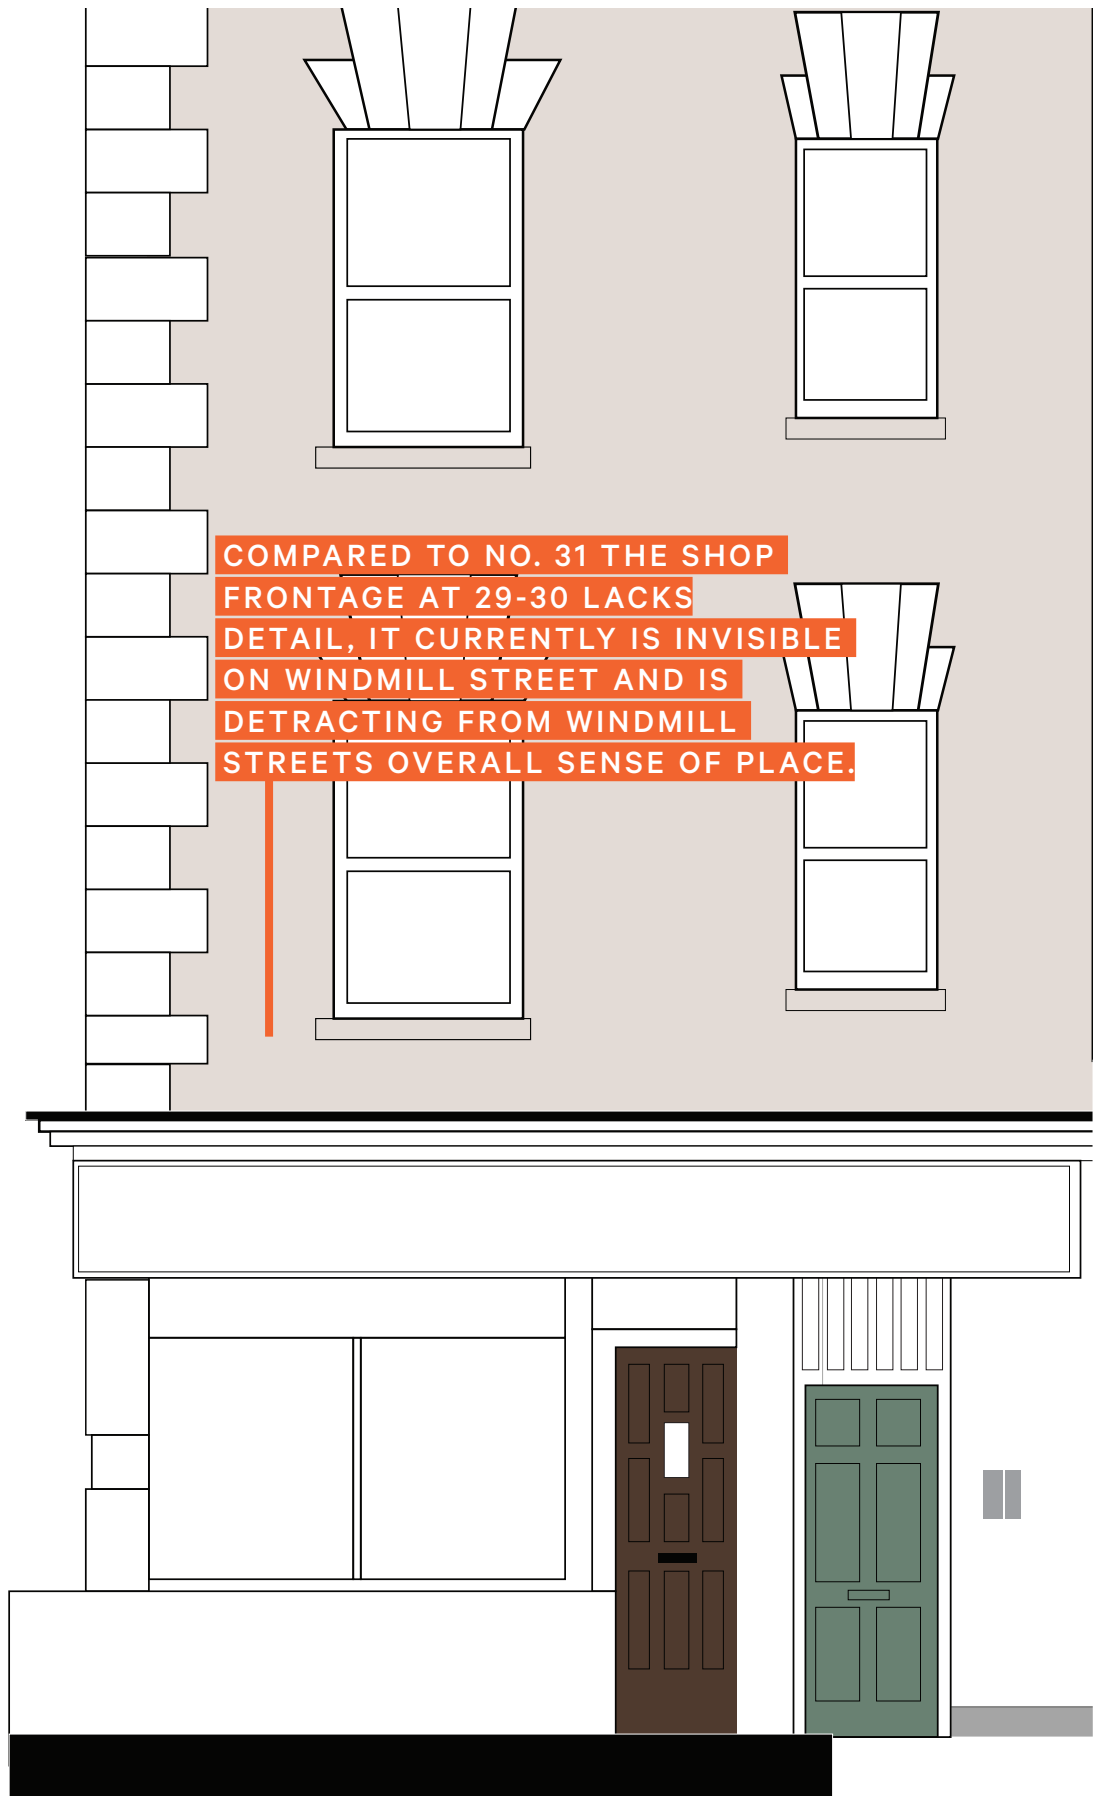 COMPARED TO NO. 31 THE SHOP
FRONTAGE AT 29-30 LACKS
DETAIL, IT CURRENTLY IS INVISIBLE
ON WINDMILL STREET AND IS
DETRACTING FROM WINDMILL
STREETS OVERALL SENSE OF PLACE.